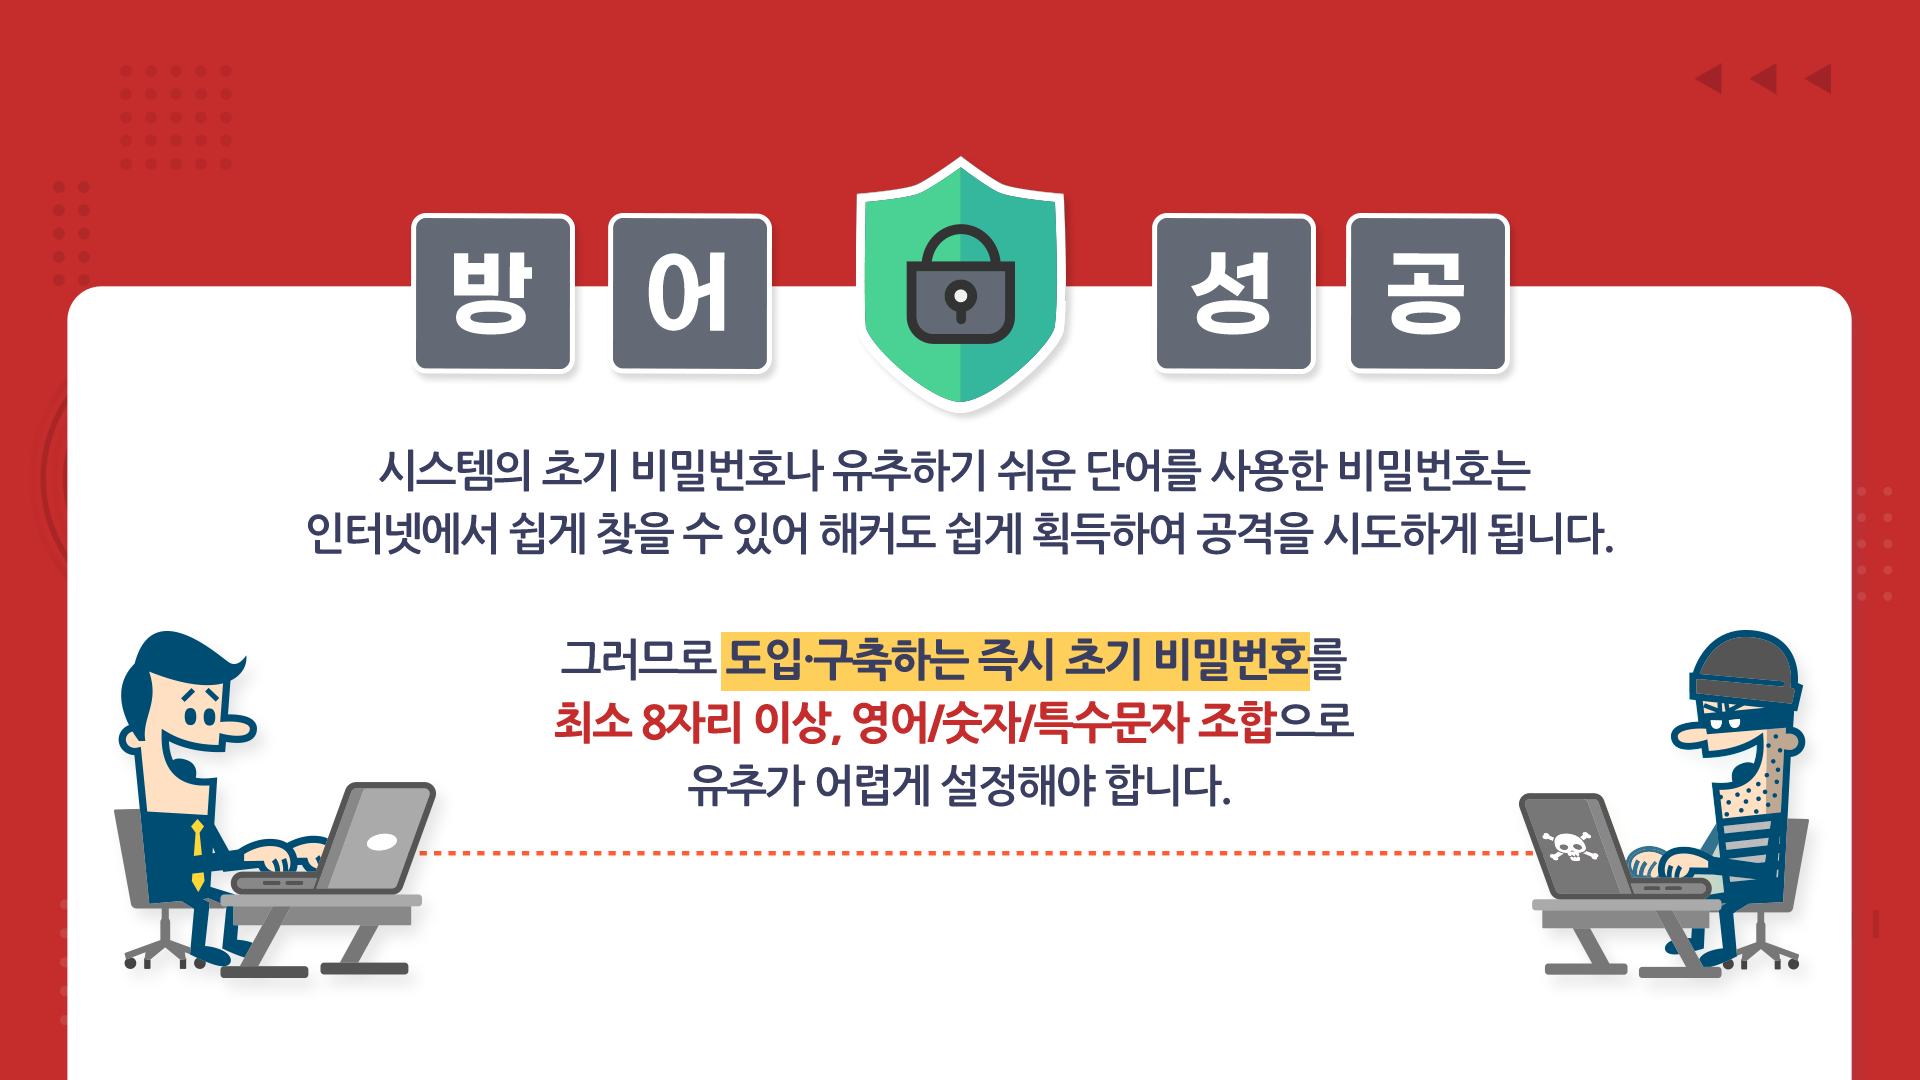 방어 성공
시스템의 초기 비밀번호나 유추하기 쉬운 단어를 사용한 비밀번호는
인터넷에서 쉽게 찾을 수 있어 해커도 쉽게 획득하여 공격을 시도하게 됩니다.
그러므로 도입·구축하는 즉시 초기 비밀번호를
최소 8자리 이상, 영어/숫자/특수문자 조합으로
유추가 어렵게 설정해야 합니다.